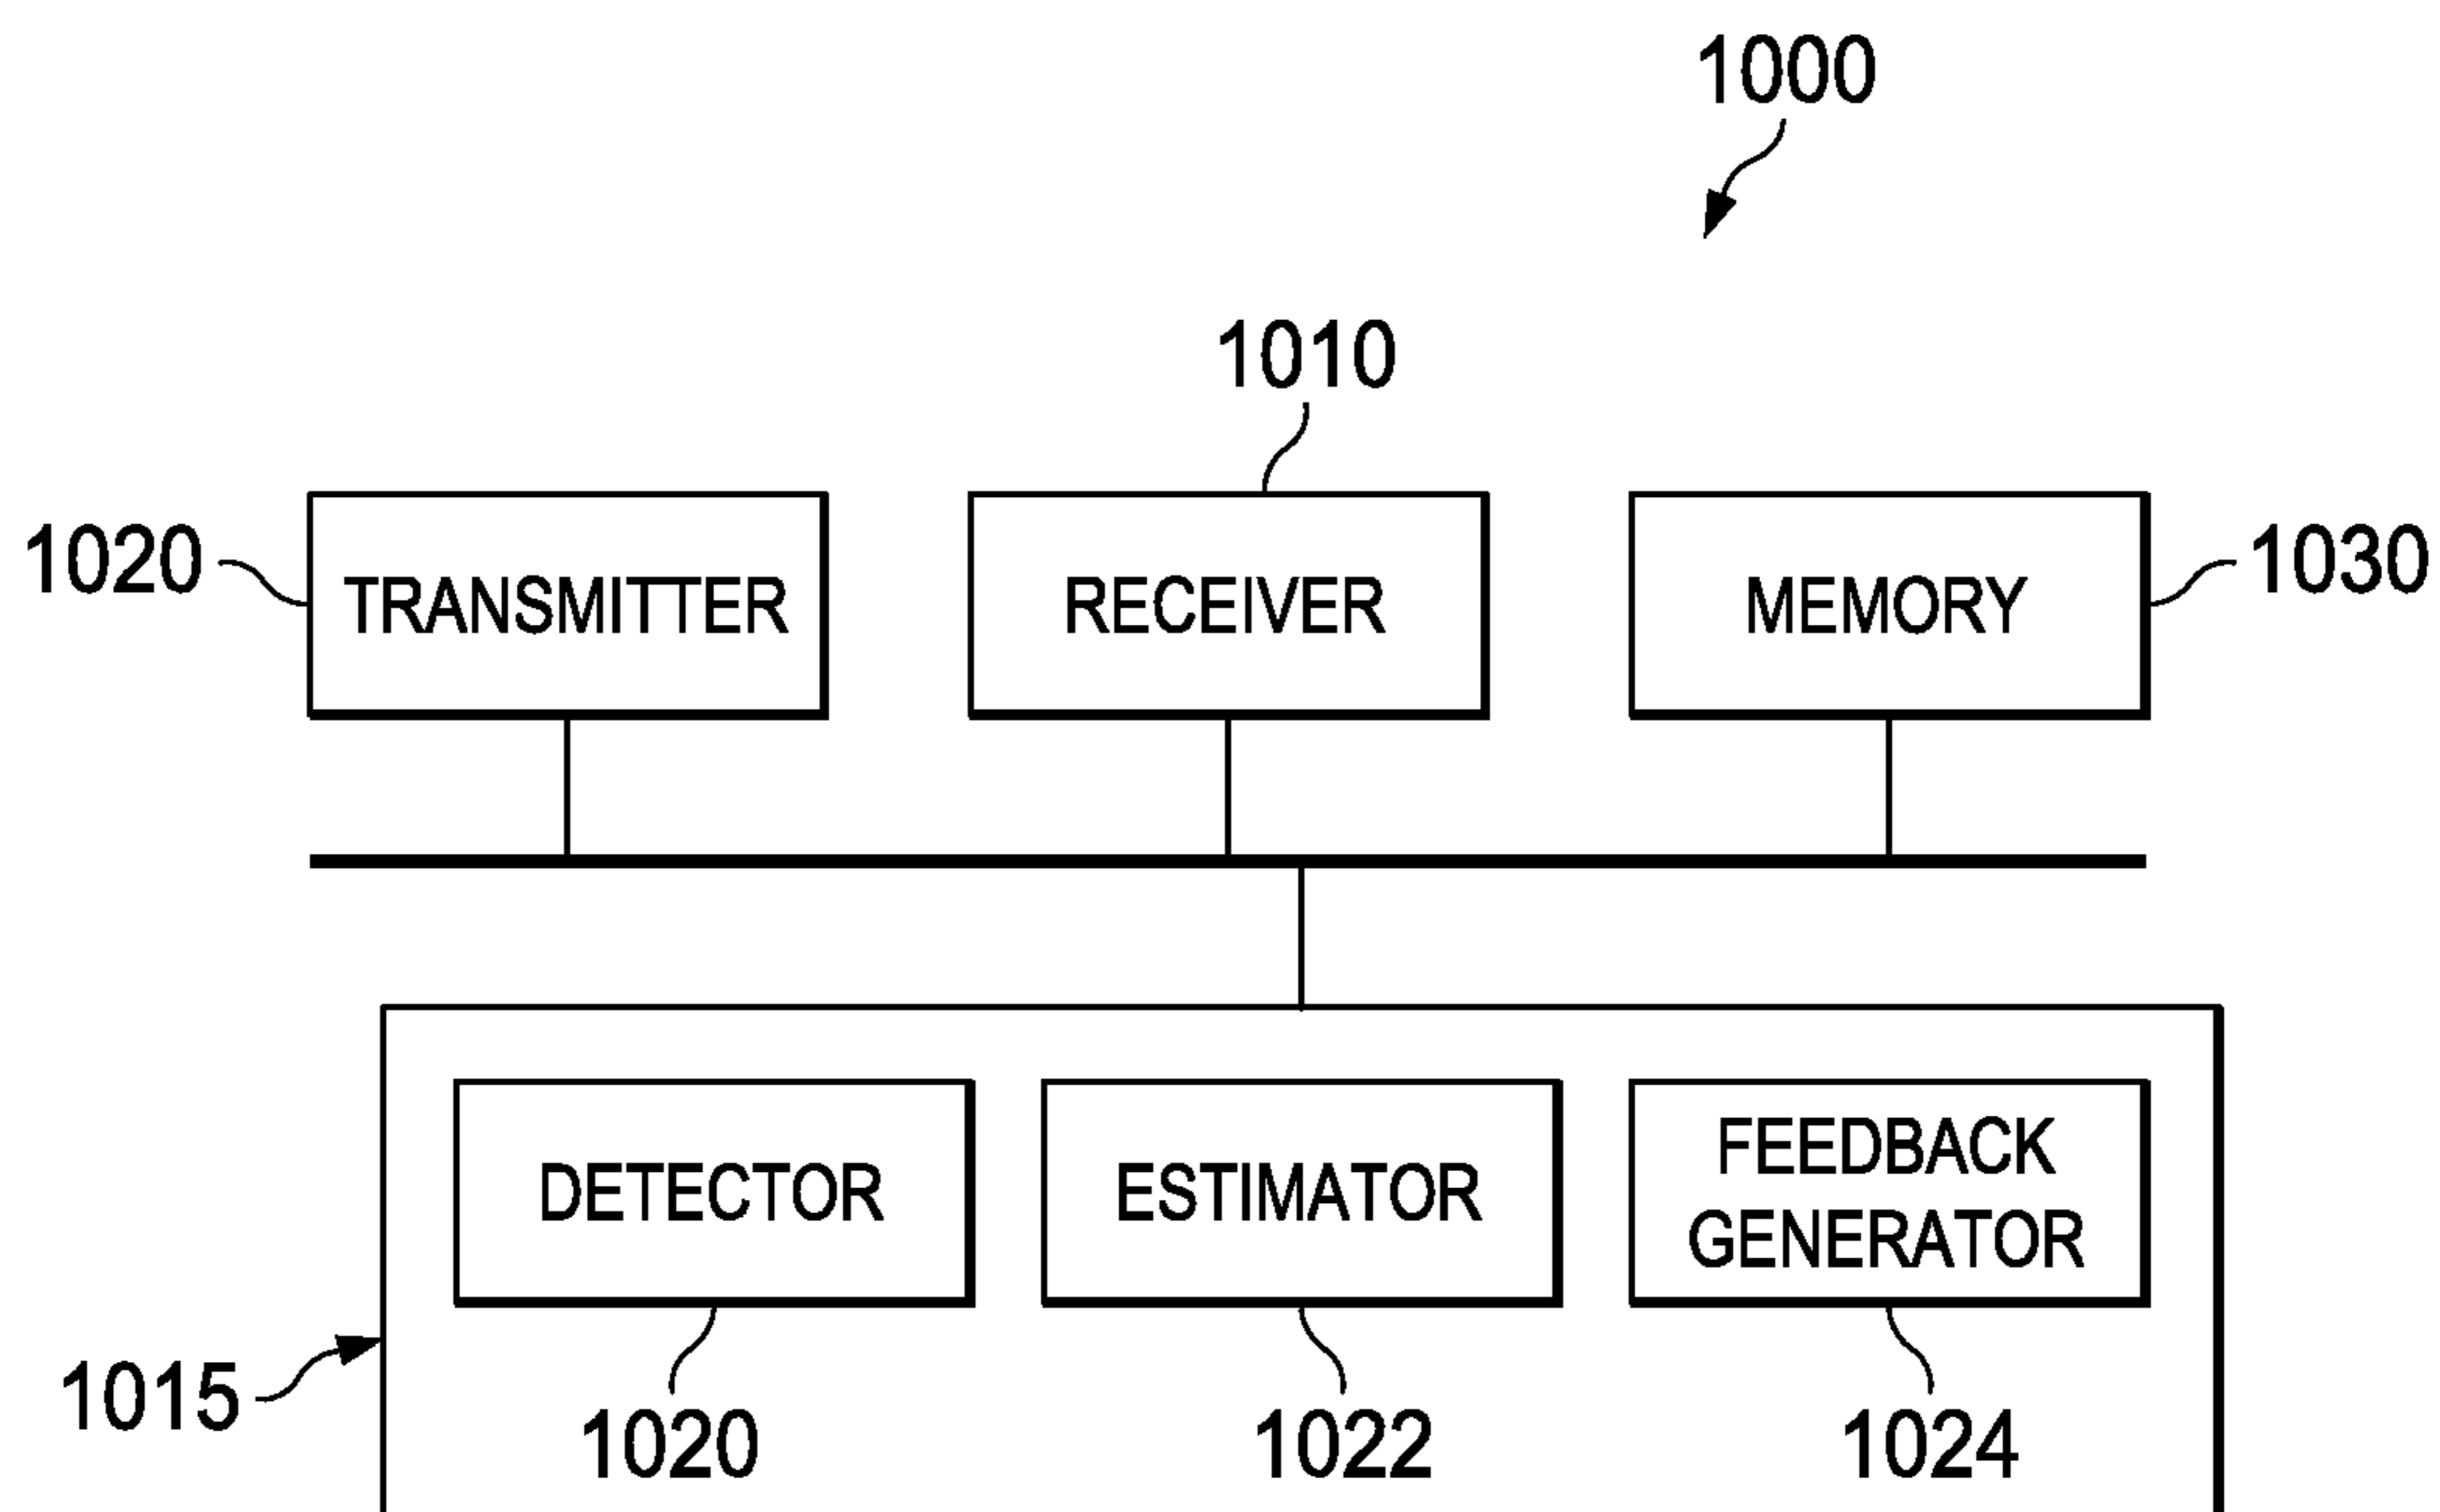 1000
1010
1020
TRANSMITTER
RECEIVER
MEMORY
1030
DETECTOR
ESTIMATOR
FEEDBACK
GENERATOR
1015
1020
1022
1024